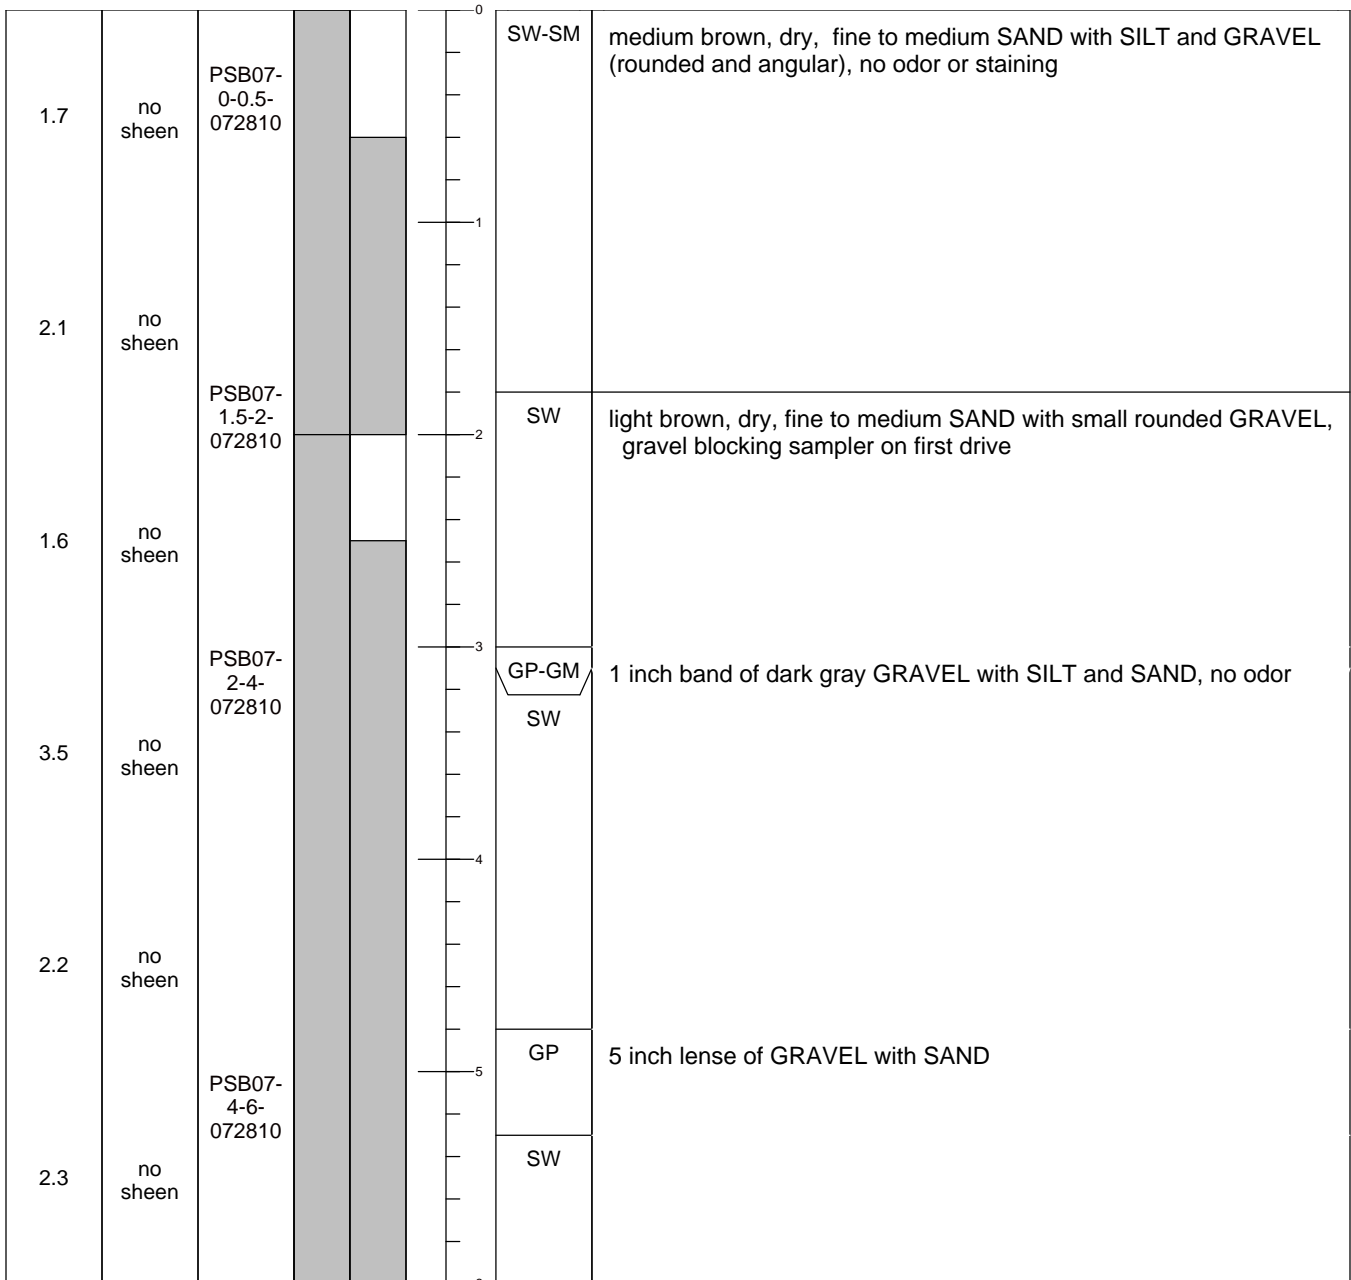 0
SW-SM
medium brown, dry, fine to medium SAND with SILT and GRAVEL
(rounded and angular), no odor or staining
PSB07-
0-0.5-
072810
1.7
no
sheen
1
2.1
no
sheen
PSB07-
1.5-2-
072810
SW
light brown, dry, fine to medium SAND with small rounded GRAVEL,
gravel blocking sampler on first drive
2
1.6
no
sheen
3
PSB07-
2-4-
072810
GP-GM
1 inch band of dark gray GRAVEL with SILT and SAND, no odor
SW
3.5
no
sheen
4
2.2
no
sheen
GP
5 inch lense of GRAVEL with SAND
5
PSB07-
4-6-
072810
SW
2.3
no
sheen